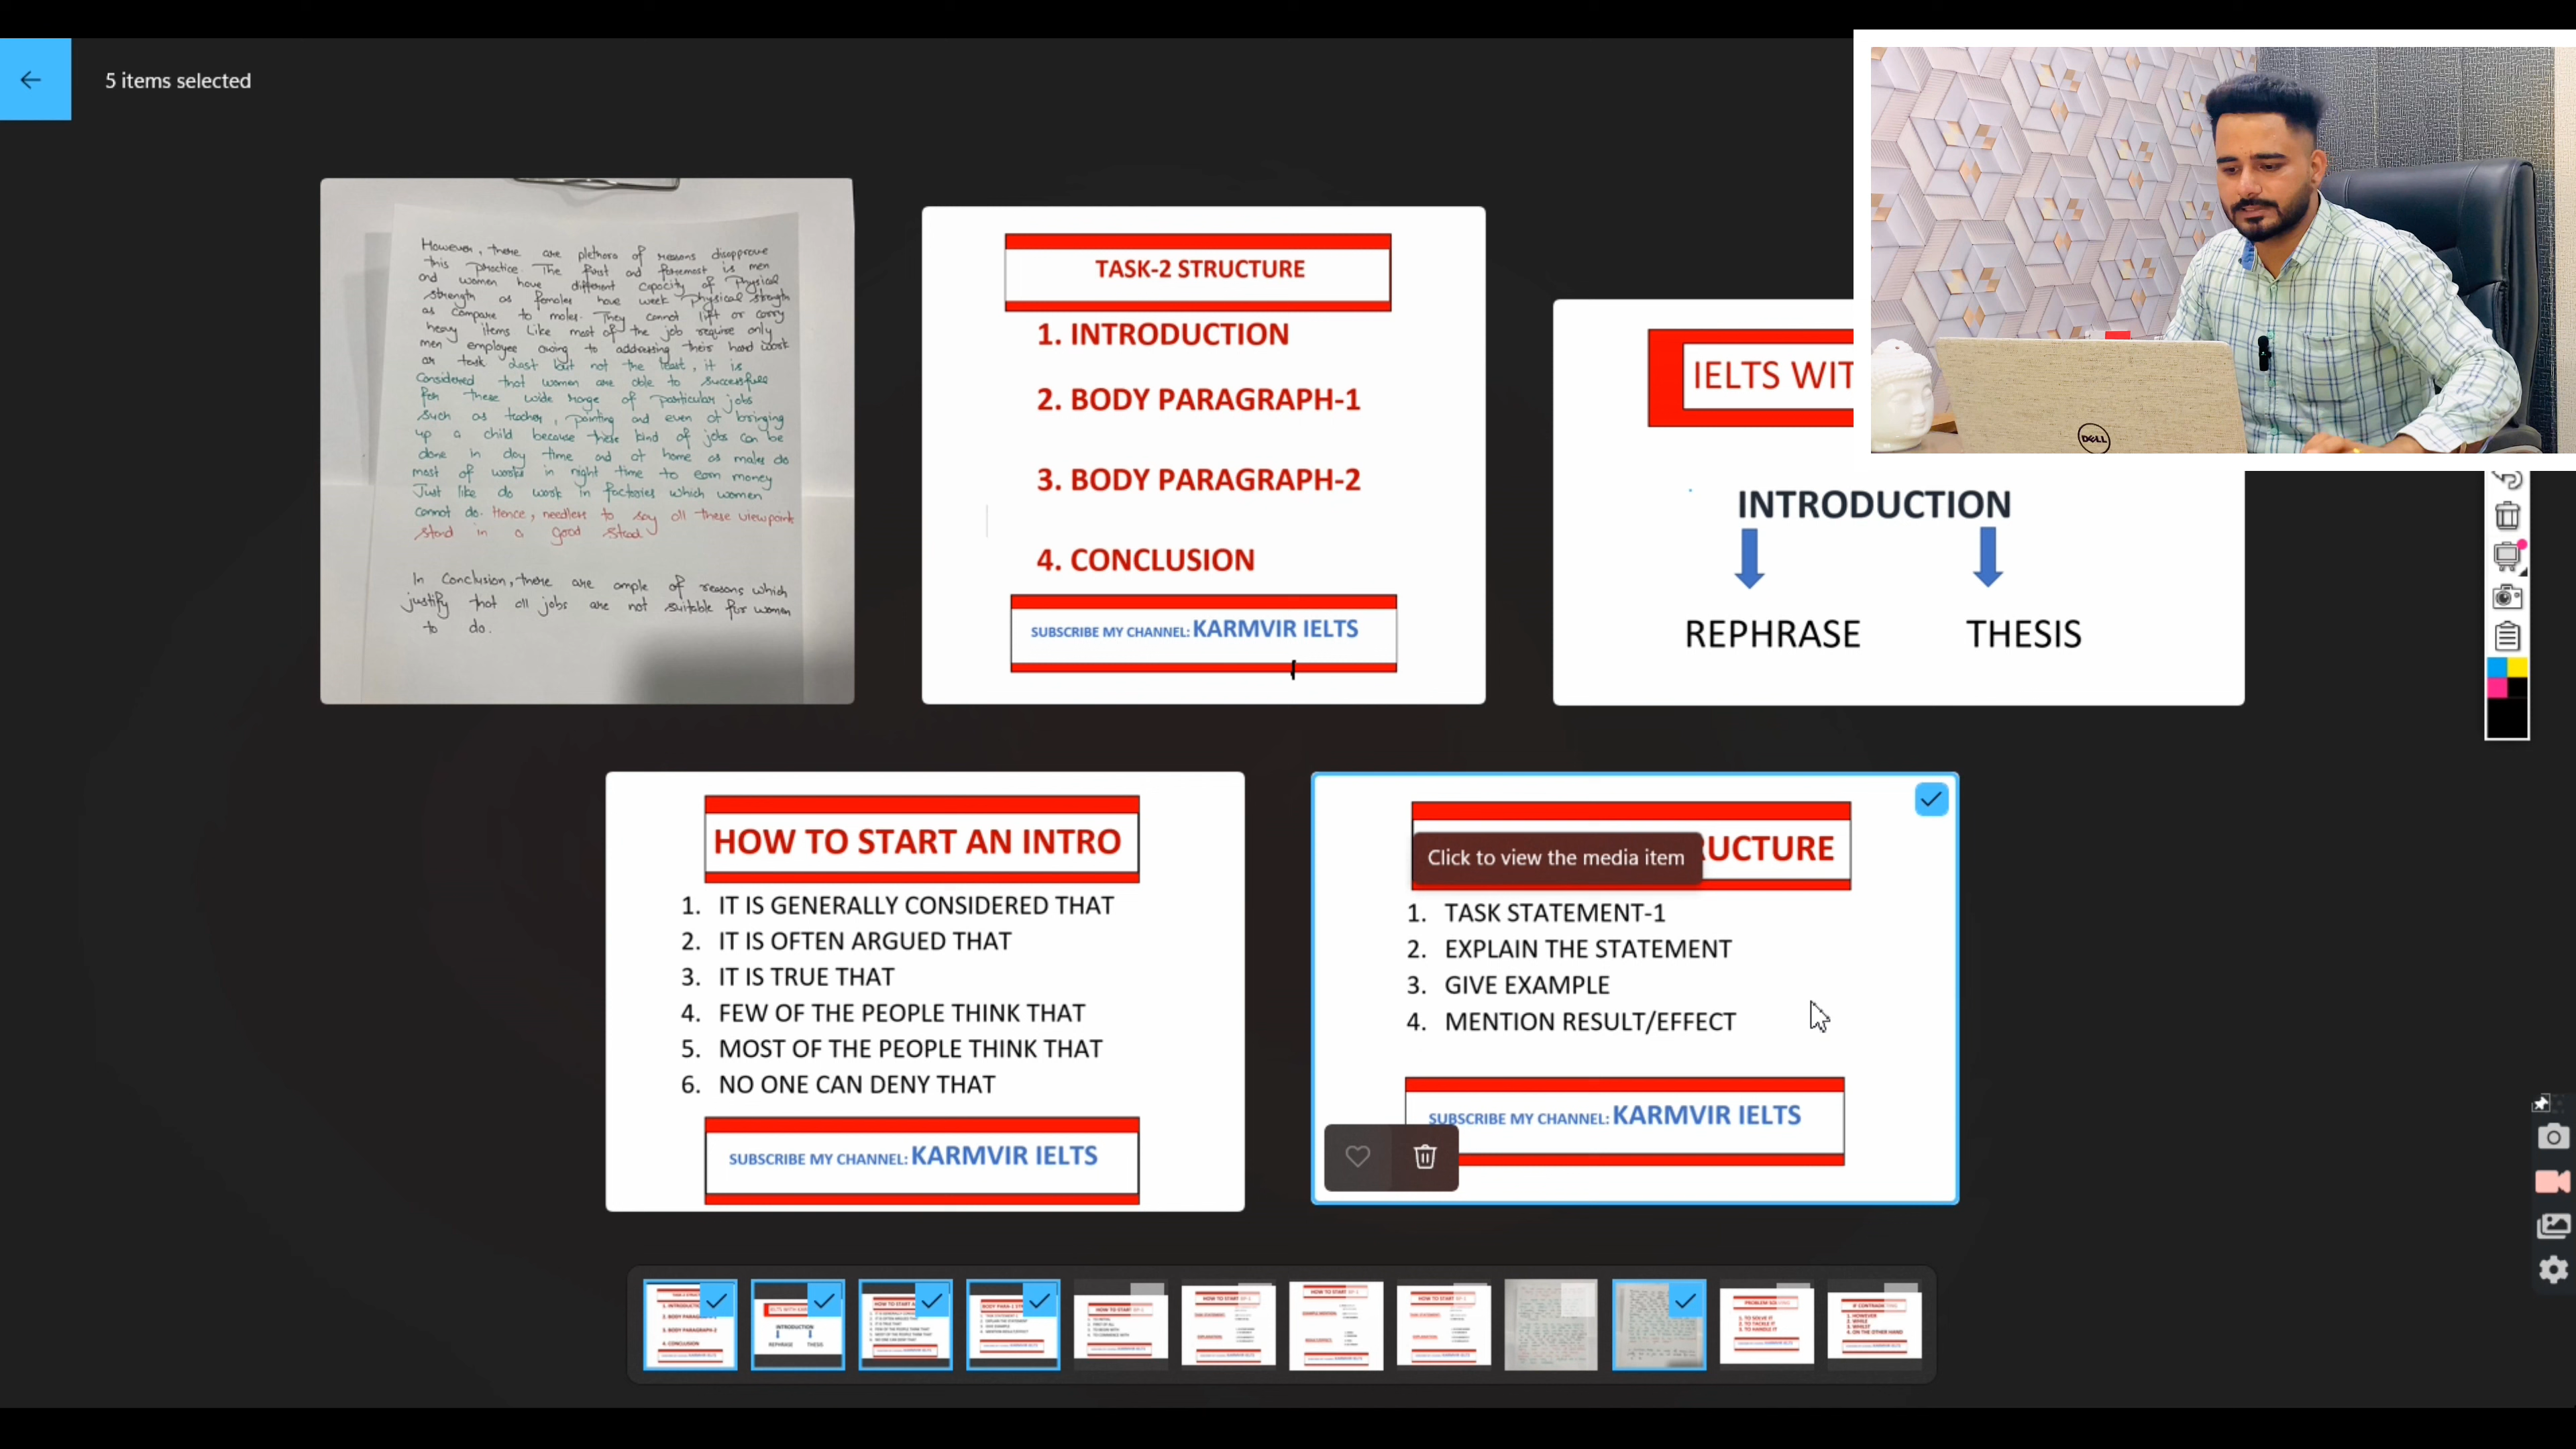 5 items selected
However, there are plethora of reasons disapprove
this practice. The first and foremost is men
and women have different capacity of Physical
strength as females have week physical strength
as compare to males. They cannot lift or carry
heavy items like most of the job require only
men employee owing to addressing their hard work
or task. Last but not the least, it is
Considered that women are able to successfull
for these wide range of particular jobs
such as teacher, painting and even at bringing
up a child because these kind of jobs can be
done in day time and at home as males do
most of works in night time to earn money
Just like do work in factories which women
cannot do. Hence, needless to say all these viewpoint
stand in a good stead
In Conclusion, there are ample of reasons which
justify that all jobs are not suitable for women
to do.
TASK-2 STRUCTURE
1. INTRODUCTION
2. BODY PARAGRAPH-1
3. BODY PARAGRAPH-2
4. CONCLUSION
SUBSCRIBE MY CHANNEL: KARMVIR IELTS
IELTS WIT
INTRODUCTION
REPHRASE THESIS
DELL
HOW TO START AN INTRO
1. IT IS GENERALLY CONSIDERED THAT
2. IT IS OFTEN ARGUED THAT
3. IT IS TRUE THAT
4. FEW OF THE PEOPLE THINK THAT
5. MOST OF THE PEOPLE THINK THAT
6. NO ONE CAN DENY THAT
SUBSCRIBE MY CHANNEL: KARMVIR IELTS
Click to view the media item
RUCTURE
1. TASK STATEMENT-1
2. EXPLAIN THE STATEMENT
3. GIVE EXAMPLE
4. MENTION RESULT/EFFECT
SUBSCRIBE MY CHANNEL: KARMVIR IELTS